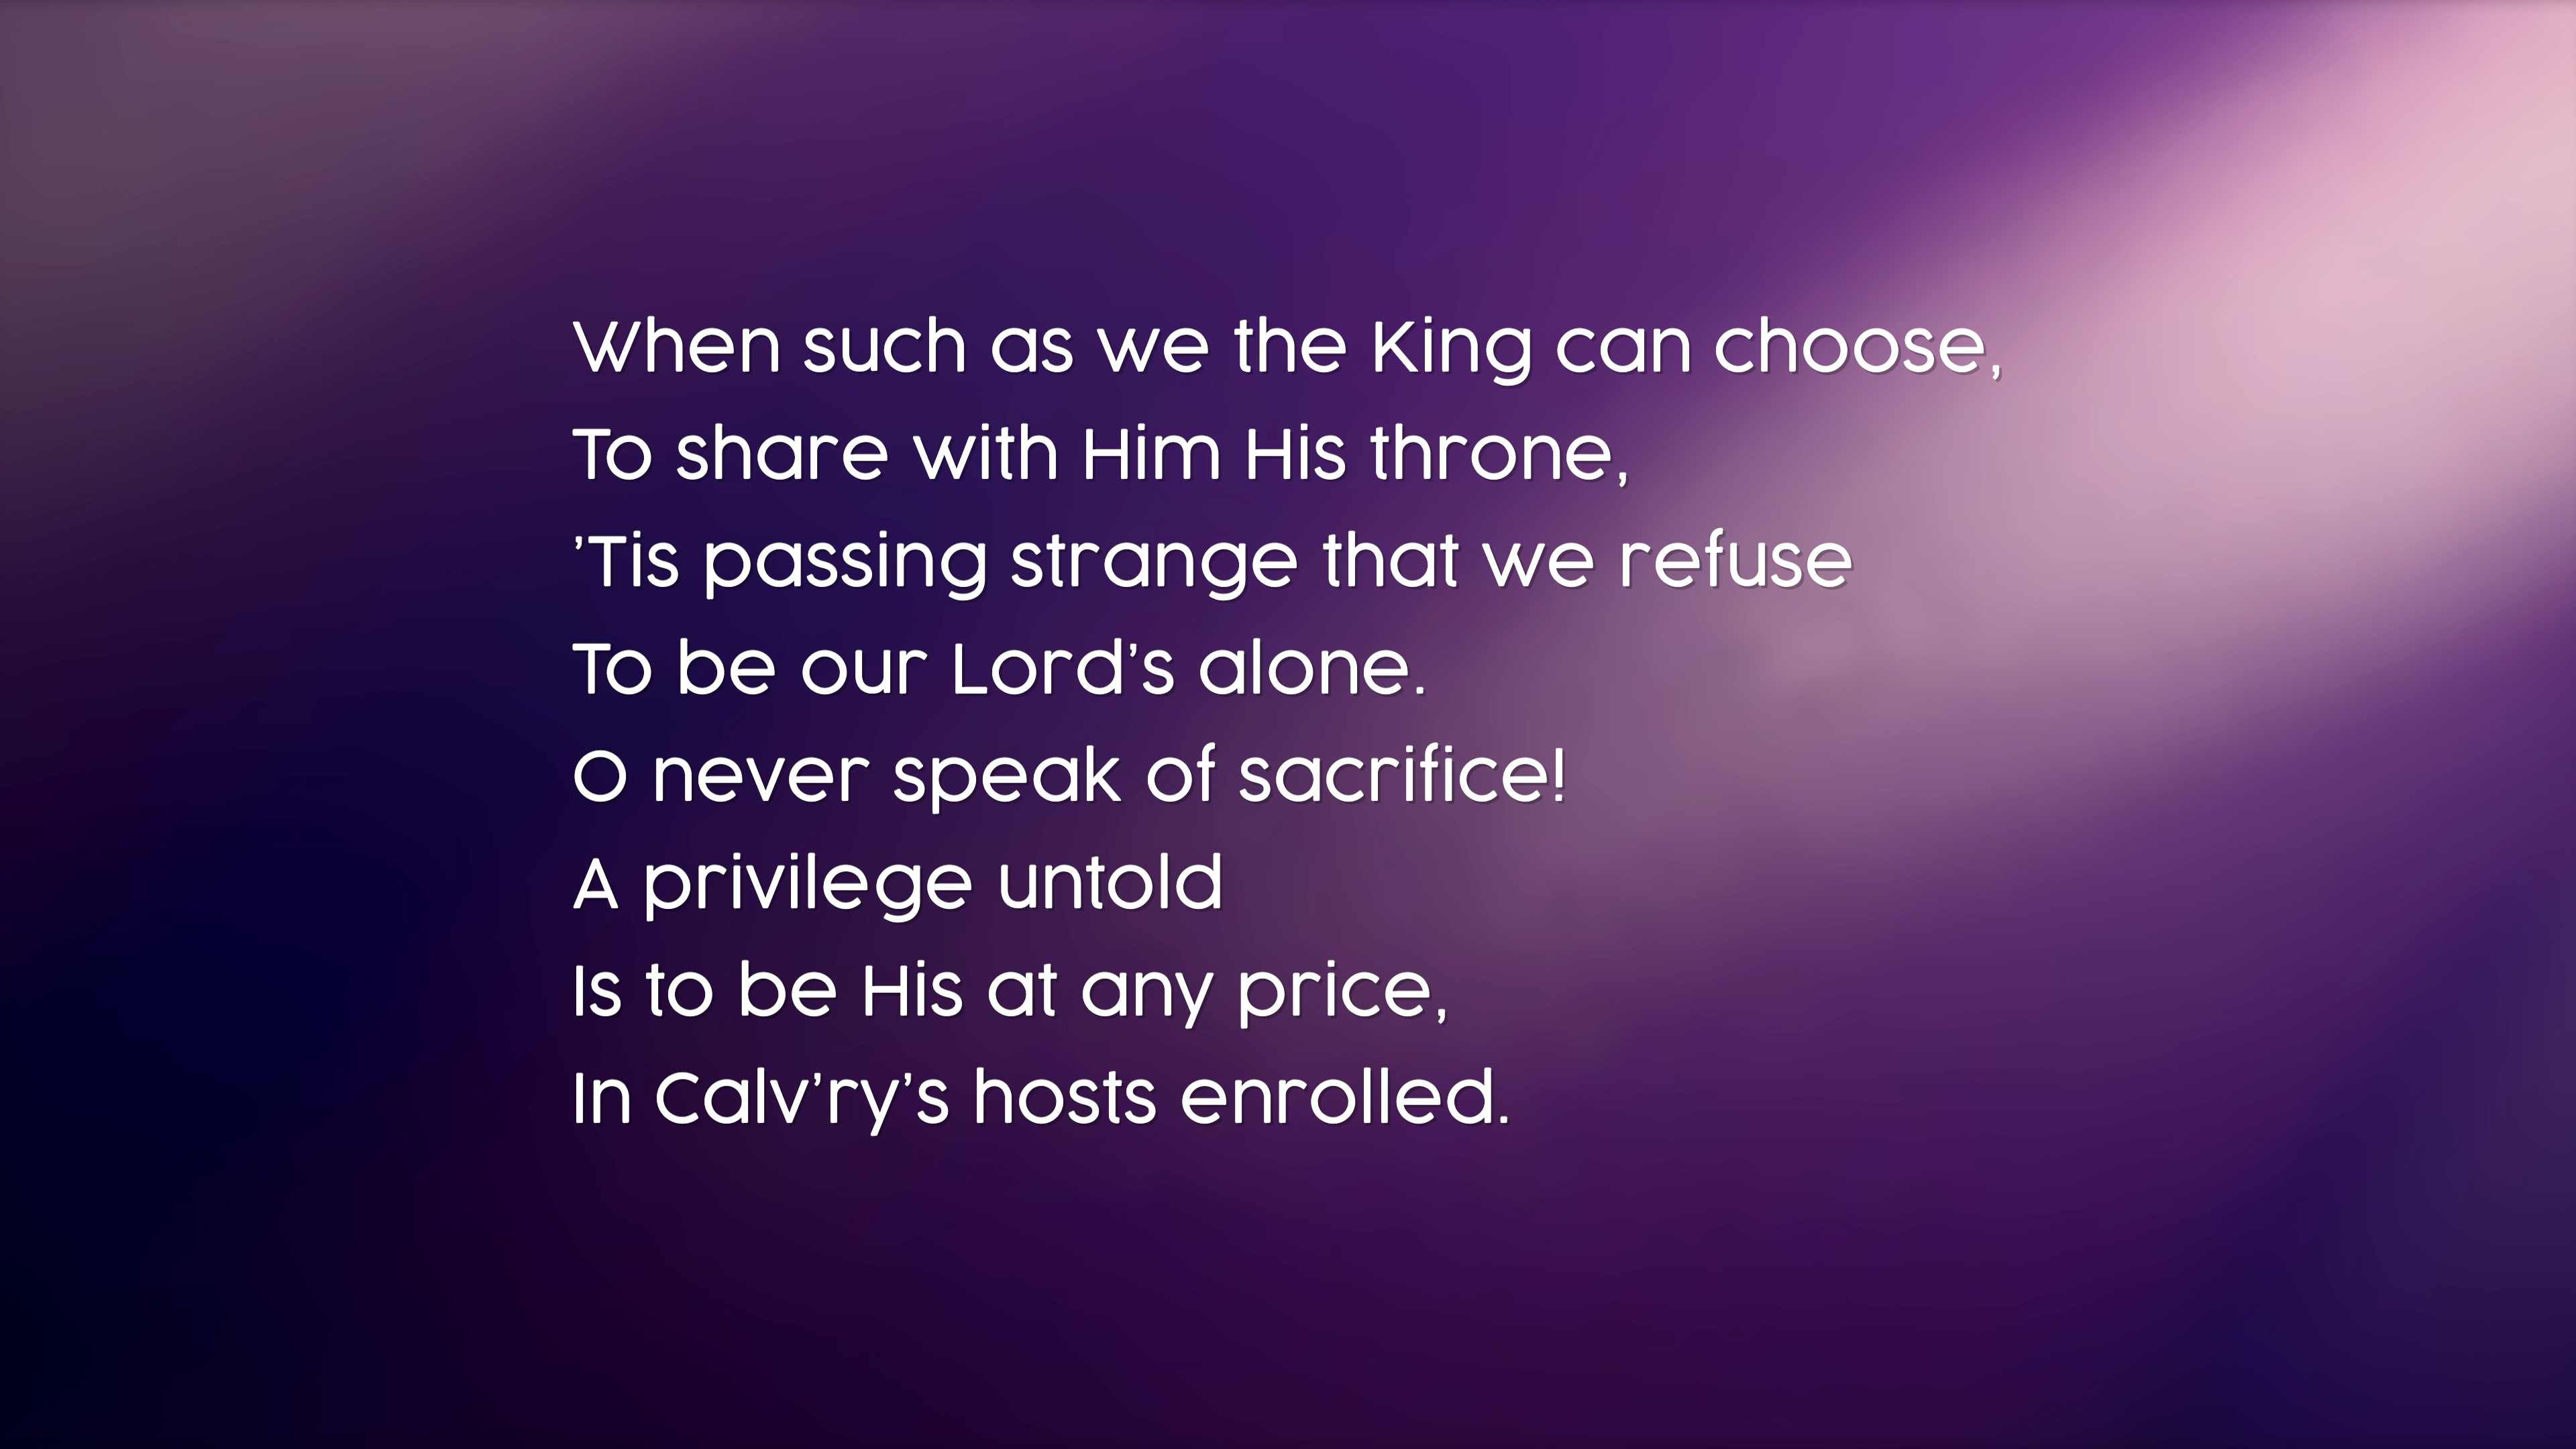 When such as we the King can choose,
To share with Him His throne,
’Tis passing strange that we refuse
To be our Lord’s alone.
O never speak of sacrifice!
A privilege untold
Is to be His at any price,
In Calv’ry’s hosts enrolled.